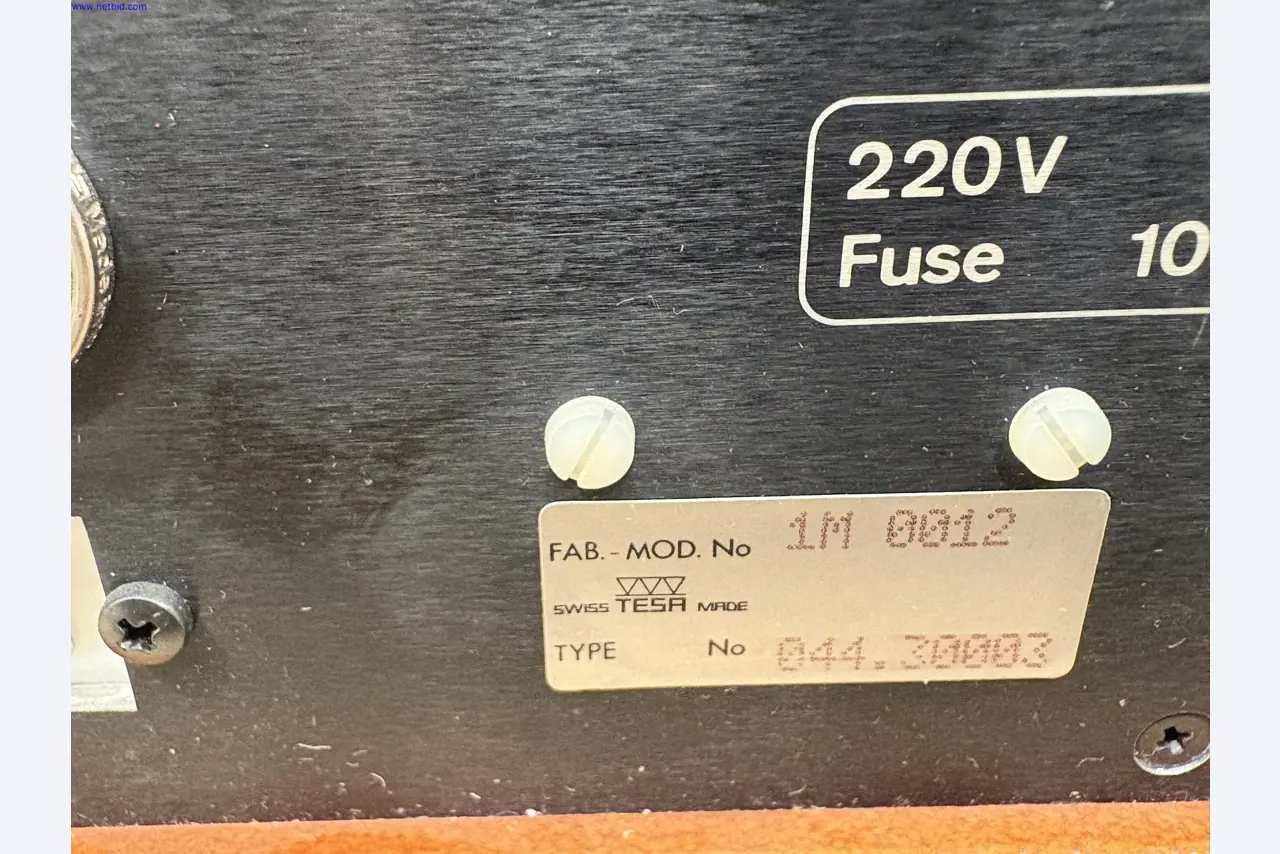 www.netbid.com
220V
Fuse 10
FAB. - MOD. No 1M 0012
SWISS TESA MADE
TYPE No 044.30003